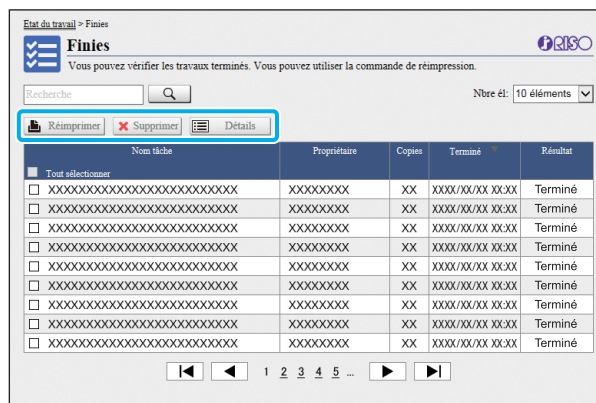 Etat du travail > Finies
Finies
RISO
Vous pouvez vérifier les travaux terminés. Vous pouvez utiliser la commande de réimpression.
Recherche Nbre él: 10 éléments
Réimprimer Supprimer Détails
Nom tâche Propriétaire Copies Terminé Résultat
Tout sélectionner
XXXXXXXXXXXXXXXXXXXXXXXXX XXXXXXXX XX XXXX/XX/XX XX:XX Terminé
XXXXXXXXXXXXXXXXXXXXXXXXX XXXXXXXX XX XXXX/XX/XX XX:XX Terminé
XXXXXXXXXXXXXXXXXXXXXXXXX XXXXXXXX XX XXXX/XX/XX XX:XX Terminé
XXXXXXXXXXXXXXXXXXXXXXXXX XXXXXXXX XX XXXX/XX/XX XX:XX Terminé
XXXXXXXXXXXXXXXXXXXXXXXXX XXXXXXXX XX XXXX/XX/XX XX:XX Terminé
XXXXXXXXXXXXXXXXXXXXXXXXX XXXXXXXX XX XXXX/XX/XX XX:XX Terminé
XXXXXXXXXXXXXXXXXXXXXXXXX XXXXXXXX XX XXXX/XX/XX XX:XX Terminé
XXXXXXXXXXXXXXXXXXXXXXXXX XXXXXXXX XX XXXX/XX/XX XX:XX Terminé
XXXXXXXXXXXXXXXXXXXXXXXXX XXXXXXXX XX XXXX/XX/XX XX:XX Terminé
1 2 3 4 5 ...